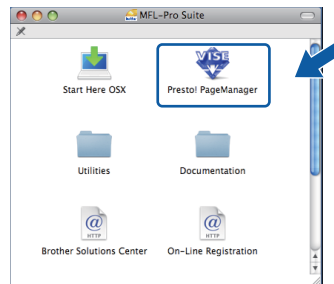 MFL-Pro Suite
VISE
Start Here OSX
Presto! PageManager
Utilities
Documentation
@
HTTP
@
HTTP
Brother Solutions Center
On-Line Registration